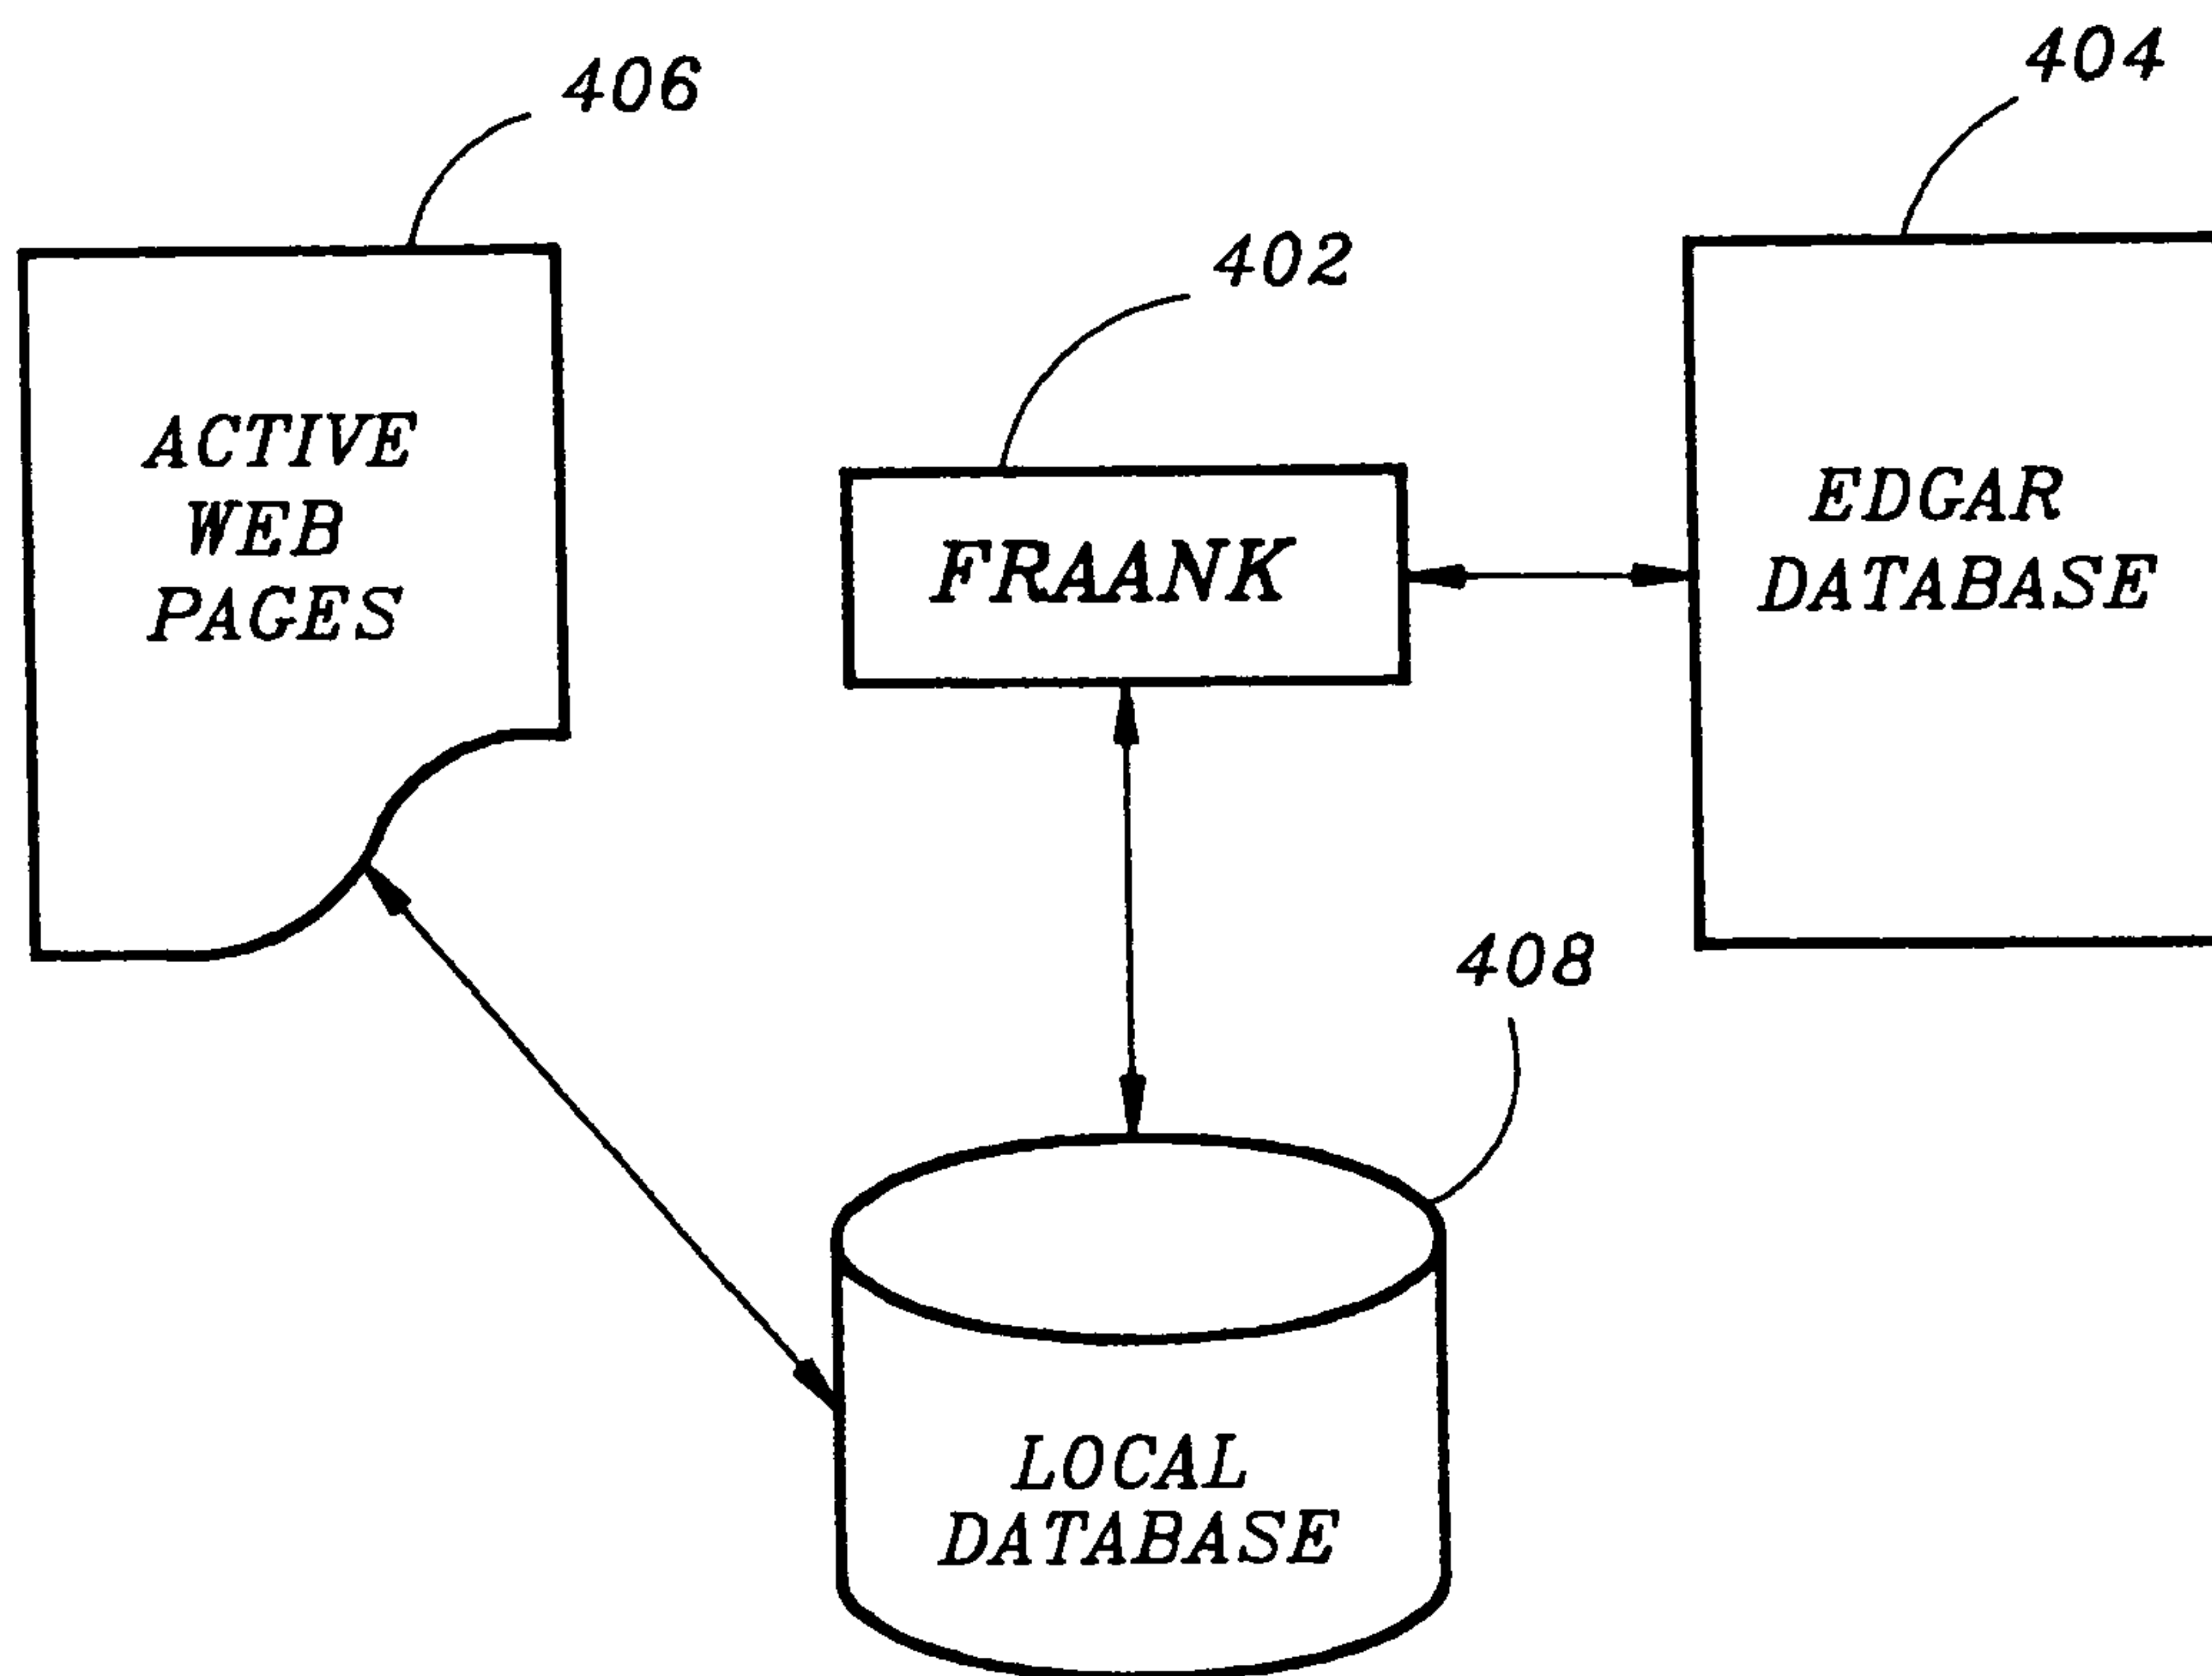 406
404
402
ACTIVE
WEB
PAGES
FRAANK
EDGAR
DATABASE
408
LOCAL
DATABASE